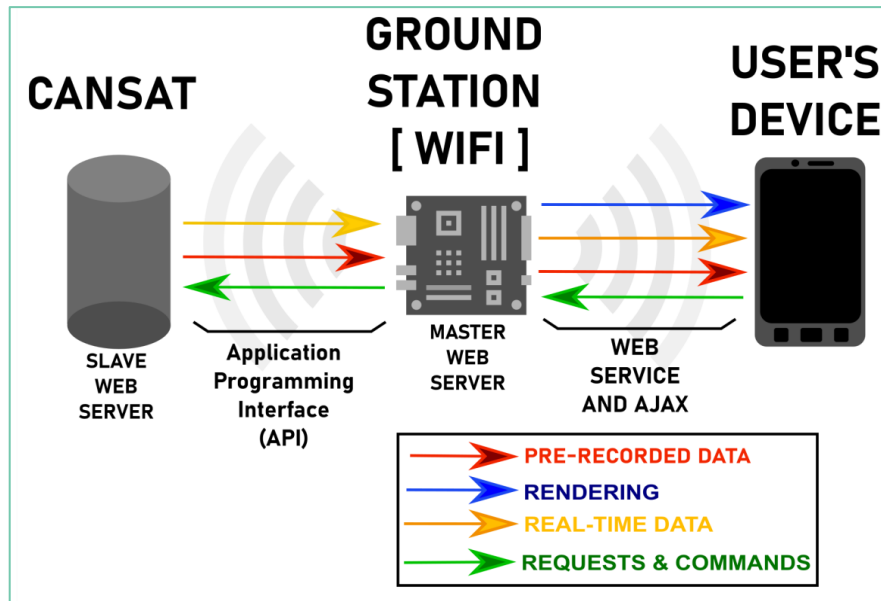 CANSAT
GROUND
STATION
[ WIFI ]
USER'S
DEVICE
SLAVE
WEB
SERVER
Application
Programming
Interface
(API)
MASTER
WEB
SERVER
WEB
SERVICE
AND AJAX
PRE-RECORDED DATA
RENDERING
REAL-TIME DATA
REQUESTS & COMMANDS